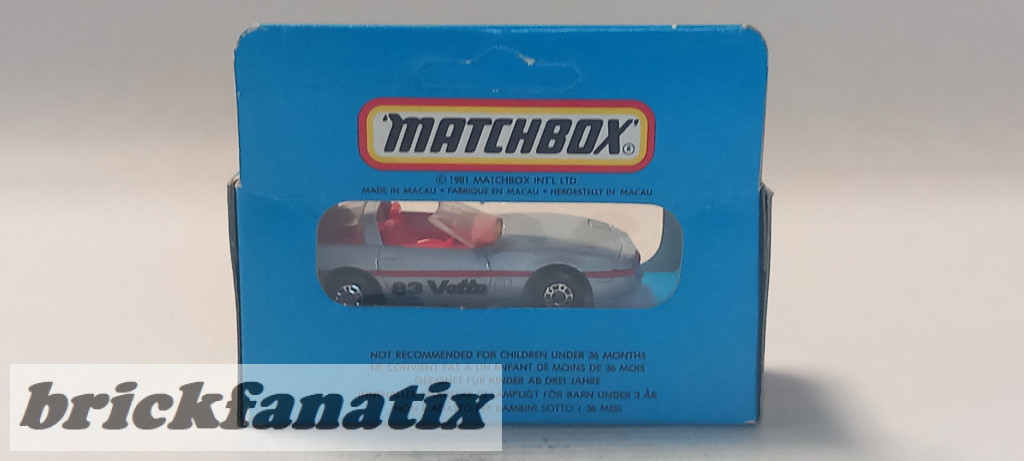 'MATCHBOX'®
© 1981 MATCHBOX INT'L LTD.
MADE IN MACAU • FABRIQUE EN MACAU • HERGESTELLT IN MACAU
83 Vette
NOT RECOMMENDED FOR CHILDREN UNDER 36 MONTHS
NE CONVIENT PAS A UN ENFANT DE MOINS DE 36 MOIS
GEEIGNET FUR KINDER AB DREI JAHRE
FÖR BARN UNDER 3 ÅR
BAMBINI SOTTO I 36 MESI
brickfanatix